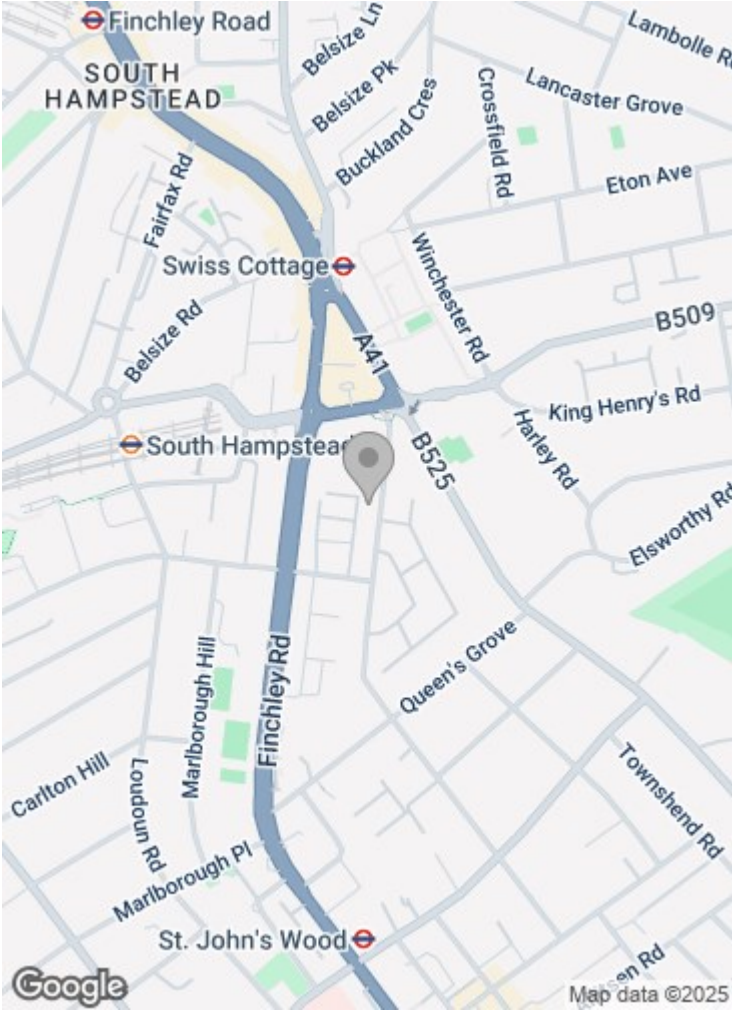 Finchley Road
SOUTH
HAMPSTEAD
Belsize Ln
Belsize Pk
Buckland Cres
Crossfield Rd
Lambolle
Lancaster Grove
Eton Ave
Fairfax Rd
Swiss Cottage
Winchester Rd
Belsize Rd
A41
B509
King Henry's Rd
South Hampstead
B525
Harley Rd
Elsworthy Rd
Marlborough Hill
Finchley Rd
Queen's Grove
Carlton Hill
Loudoun Rd
Townshend Rd
Marlborough Pl
St. John's Wood
Rd
Google
Map data ©2025